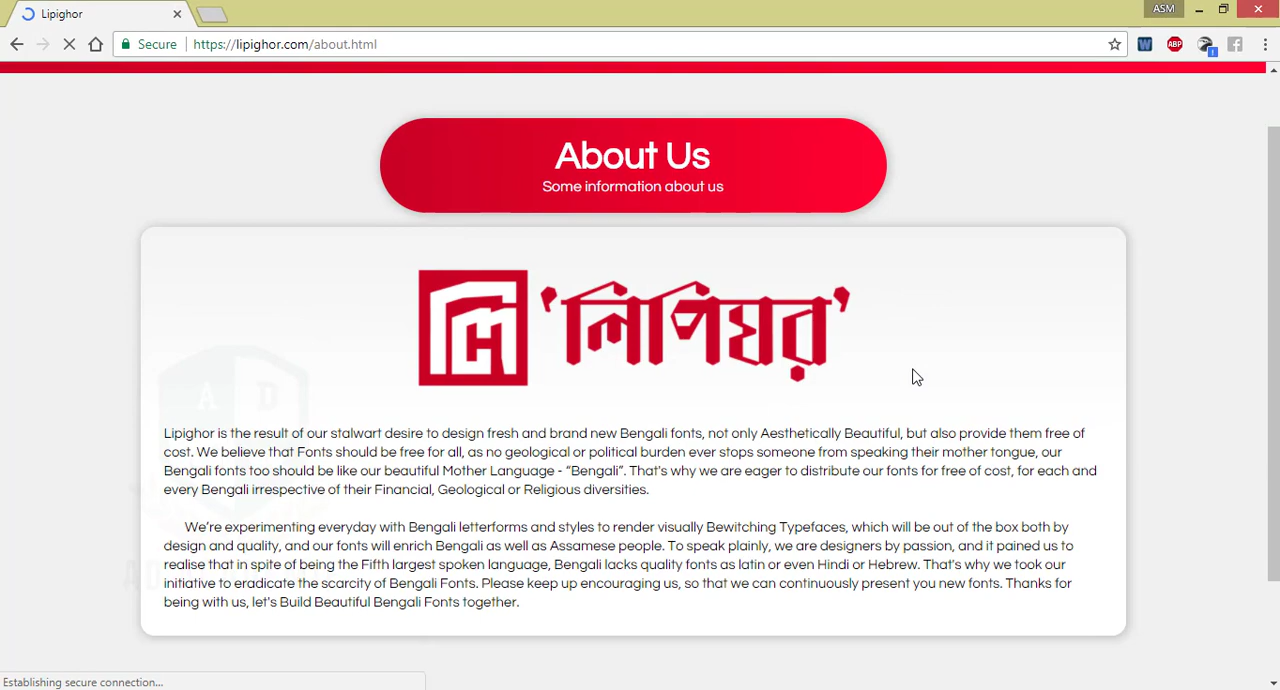 Lipighor
ASM
Secure
https://lipighor.com/about.html
W
ABP
About Us
Some information about us
'লিপিঘর'
A D
Lipighor is the result of our stalwart desire to design fresh and brand new Bengali fonts, not only Aesthetically Beautiful, but also provide them free of
cost. We believe that Fonts should be free for all, as no geological or political burden ever stops someone from speaking their mother tongue, our
Bengali fonts too should be like our beautiful Mother Language - “Bengali”. That's why we are eager to distribute our fonts for free of cost, for each and
every Bengali irrespective of their Financial, Geological or Religious diversities.
We're experimenting everyday with Bengali letterforms and styles to render visually Bewitching Typefaces, which will be out of the box both by
design and quality, and our fonts will enrich Bengali as well as Assamese people. To speak plainly, we are designers by passion, and it pained us to
realise that in spite of being the Fifth largest spoken language, Bengali lacks quality fonts as latin or even Hindi or Hebrew. That's why we took our
initiative to eradicate the scarcity of Bengali Fonts. Please keep up encouraging us, so that we can continuously present you new fonts. Thanks for
being with us, let's Build Beautiful Bengali Fonts together.
Establishing secure connection...